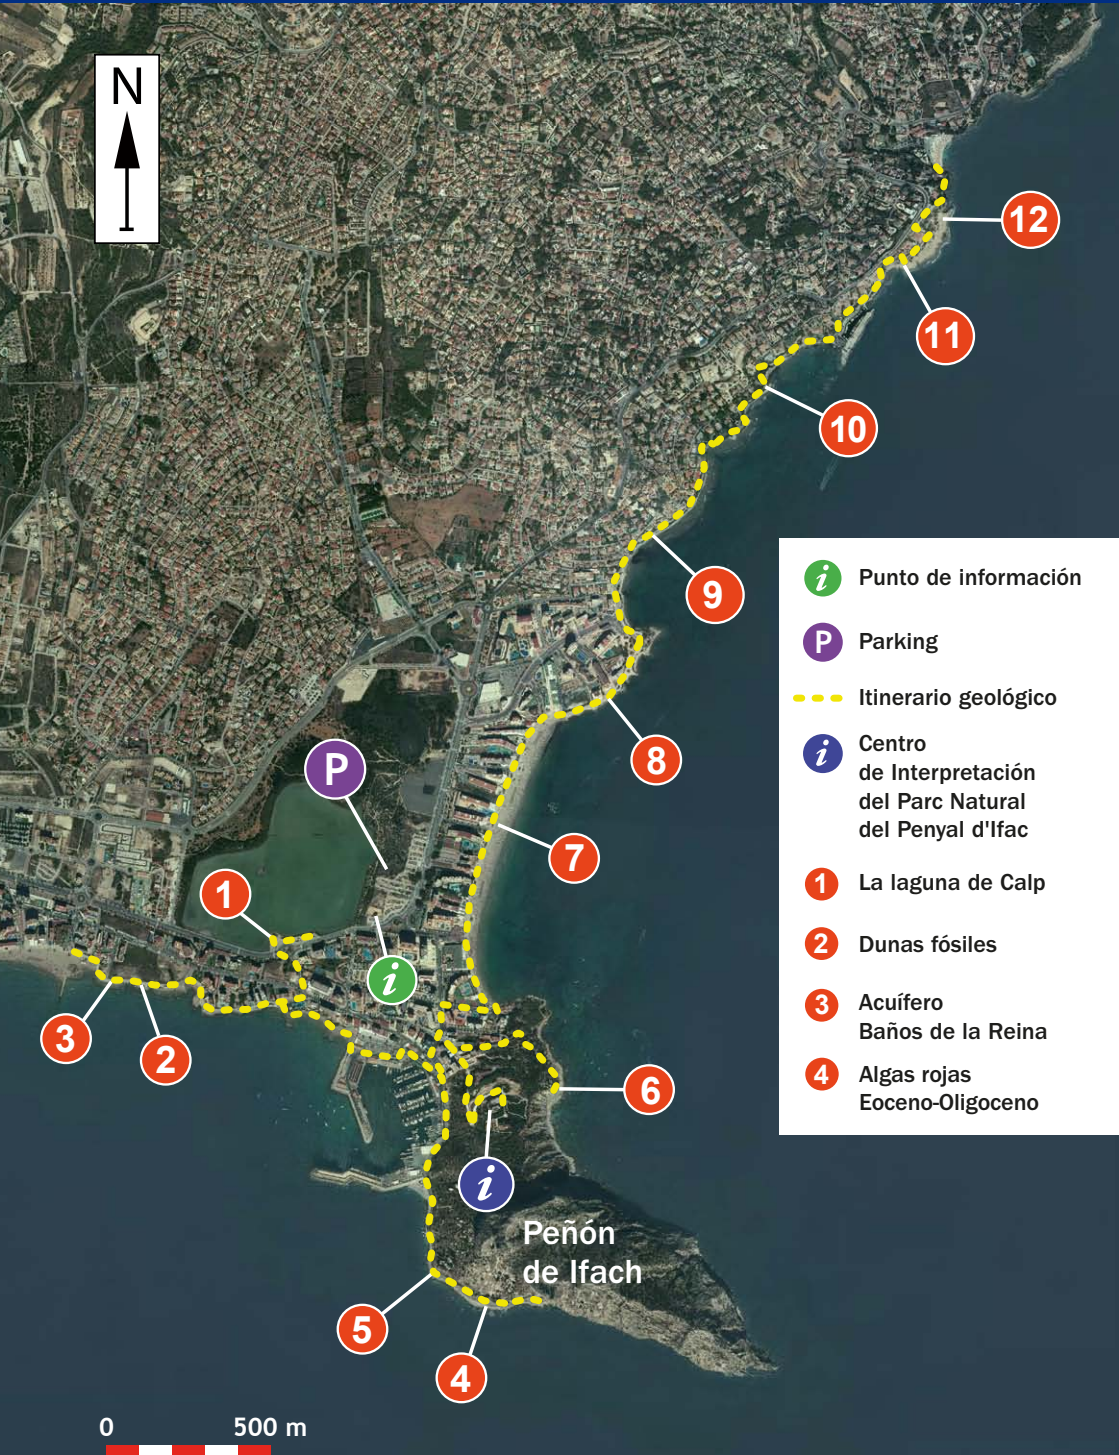 N
12
11
10
9
8
P
7
1
i
3
2
6
i
Peñón
de Ifach
5
4
0 500 m
i Punto de información
P Parking
Itinerario geológico
i Centro
de Interpretación
del Parc Natural
del Penyal d'Ifac
1 La laguna de Calp
2 Dunas fósiles
3 Acuífero
Baños de la Reina
4 Algas rojas
Eoceno-Oligoceno